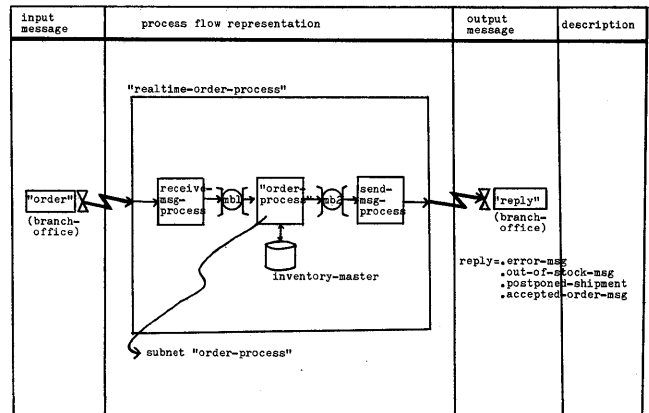 input
message
process flow representation
output
message
description
"realtime-order-process"
"order"
(branch-
office)
receive-
msg-
process
mb1
"order-
process"
mb2
send-
msg-
process
"reply"
(branch-
office)
inventory-master
reply=.error-msg
.out-of-stock-msg
.postponed-shipment
.accepted-order-msg
subnet "order-process"